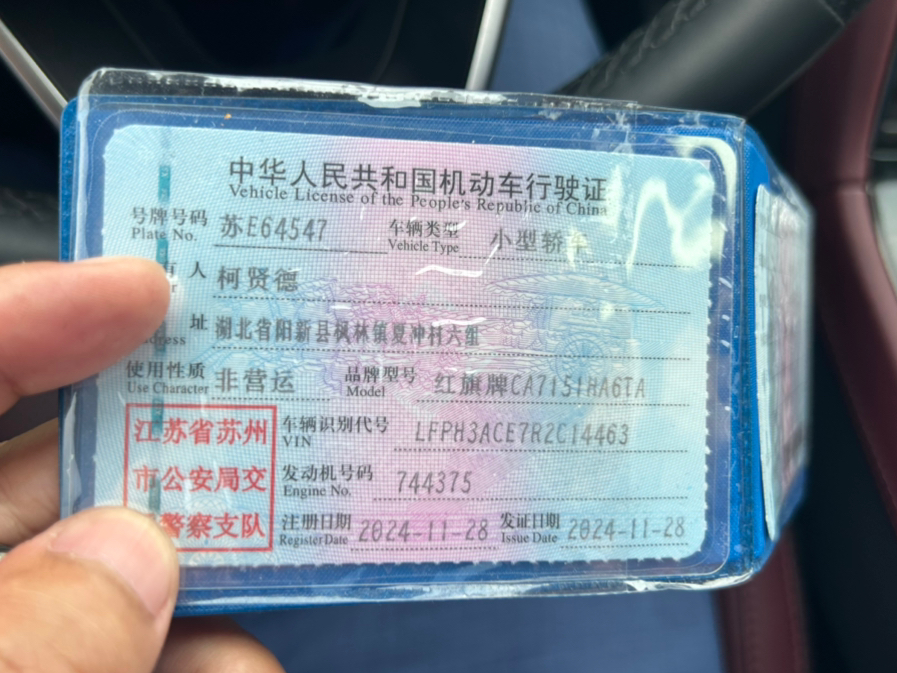 中华人民共和国机动车行驶证
Vehicle License of the People's Republic of China
号牌号码 苏E64547 车辆类型 小型轿车
Plate No. Vehicle Type
人 柯贤德
址 湖北省阳新县枫林镇夏冲村六组
使用性质 非营运 品牌型号 红旗牌CA7151HA6TA
Use Character Model
江苏省苏州 车辆识别代号 LFPH3ACE7R2C14463
VIN
市公安局交 发动机号码 744375
Engine No.
警察支队 注册日期 2024-11-28 发证日期 2024-11-28
Register Date Issue Date